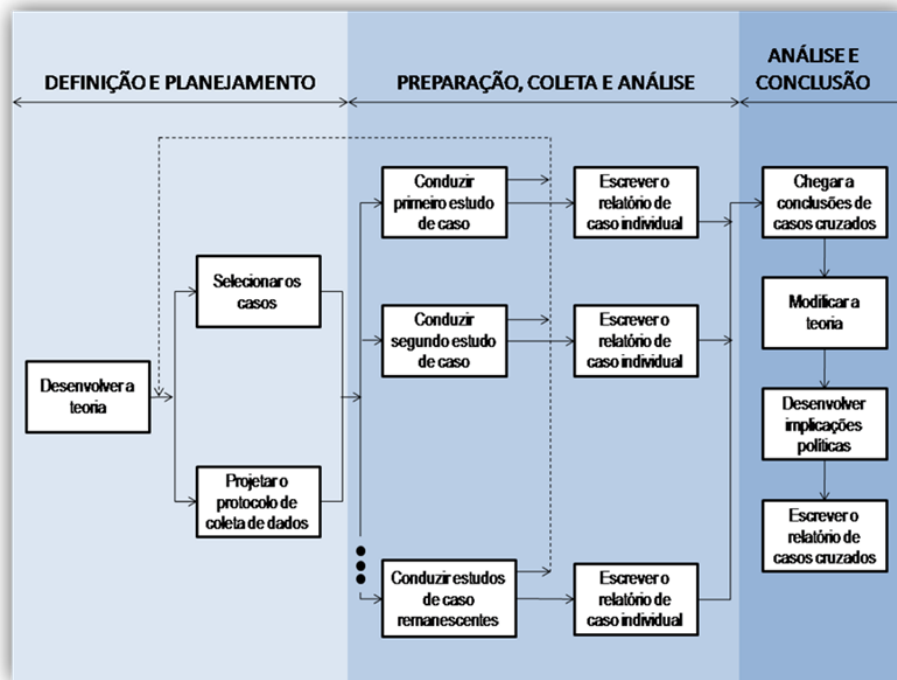 DEFINIÇÃO E PLANEJAMENTO
PREPARAÇÃO, COLETA E ANÁLISE
ANÁLISE E
CONCLUSÃO
Desenvolver a
teoria
Selecionar os
casos
Projetar o
protocolo de
coleta de dados
Conduzir
primeiro estudo
de caso
Escrever o
relatório de
caso individual
Conduzir
segundo estudo
de caso
Escrever o
relatório de
caso individual
Conduzir estudos
de caso
remanescentes
Escrever o
relatório de
caso individual
Chegar a
conclusões de
casos cruzados
Modificar a
teoria
Desenvolver
implicações
políticas
Escrever o
relatório de
casos cruzados